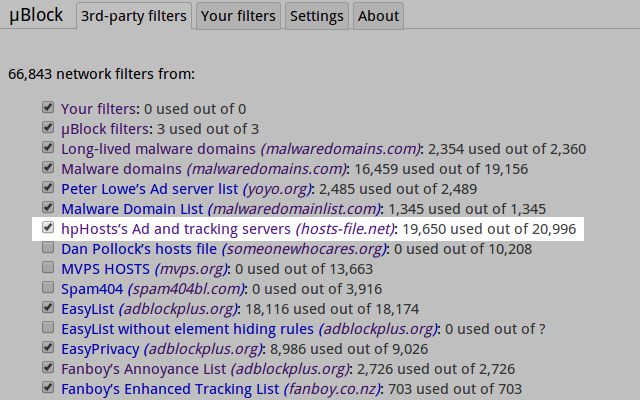 µBlock 3rd-party filters Your filters Settings About
66,843 network filters from:
Your filters: 0 used out of 0
µBlock filters: 3 used out of 3
Long-lived malware domains (malwaredomains.com): 2,354 used out of 2,360
Malware domains (malwaredomains.com): 16,459 used out of 19,156
Peter Lowe's Ad server list (yoyo.org): 2,485 used out of 2,489
Malware Domain List (malwaredomainlist.com): 1,345 used out of 1,345
hpHosts's Ad and tracking servers (hosts-file.net): 19,650 used out of 20,996
Dan Pollock's hosts file (someonewhocares.org): 0 used out of 10,208
MVPS HOSTS (mvps.org): 0 used out of 13,663
Spam404 (spam404bl.com): 0 used out of 3,916
EasyList (adblockplus.org): 18,116 used out of 18,174
EasyList without element hiding rules (adblockplus.org): 0 used out of ?
EasyPrivacy (adblockplus.org): 8,986 used out of 9,026
Fanboy's Annoyance List (adblockplus.org): 2,726 used out of 2,726
Fanboy's Enhanced Tracking List (fanboy.co.nz): 703 used out of 703